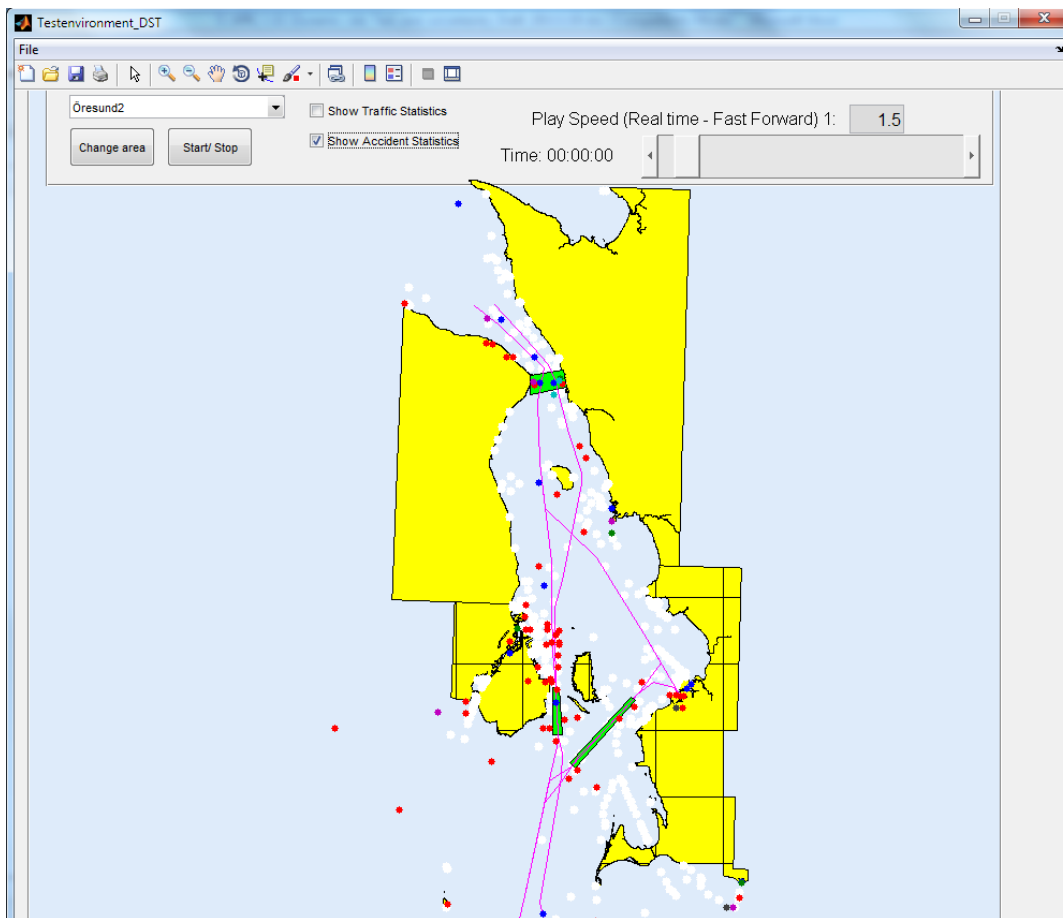 Testenvironment_DST
File
Öresund2
Show Traffic Statistics
Play Speed (Real time - Fast Forward) 1: 1.5
Change area
Start/ Stop
Show Accident Statistics
Time: 00:00:00